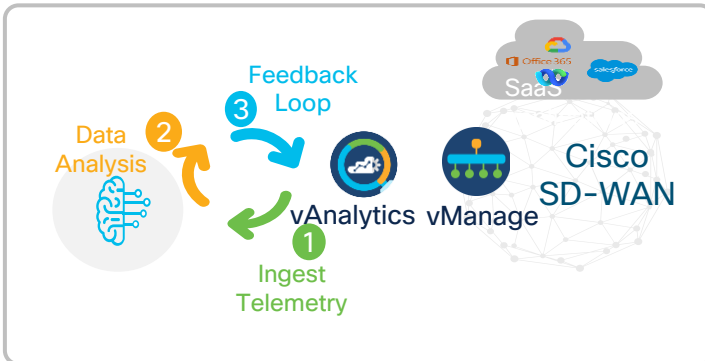 Feedback
Loop
3
2
Data
Analysis
Office 365
salesforce
SaaS
Cisco
SD-WAN
vAnalytics
vManage
1
Ingest
Telemetry